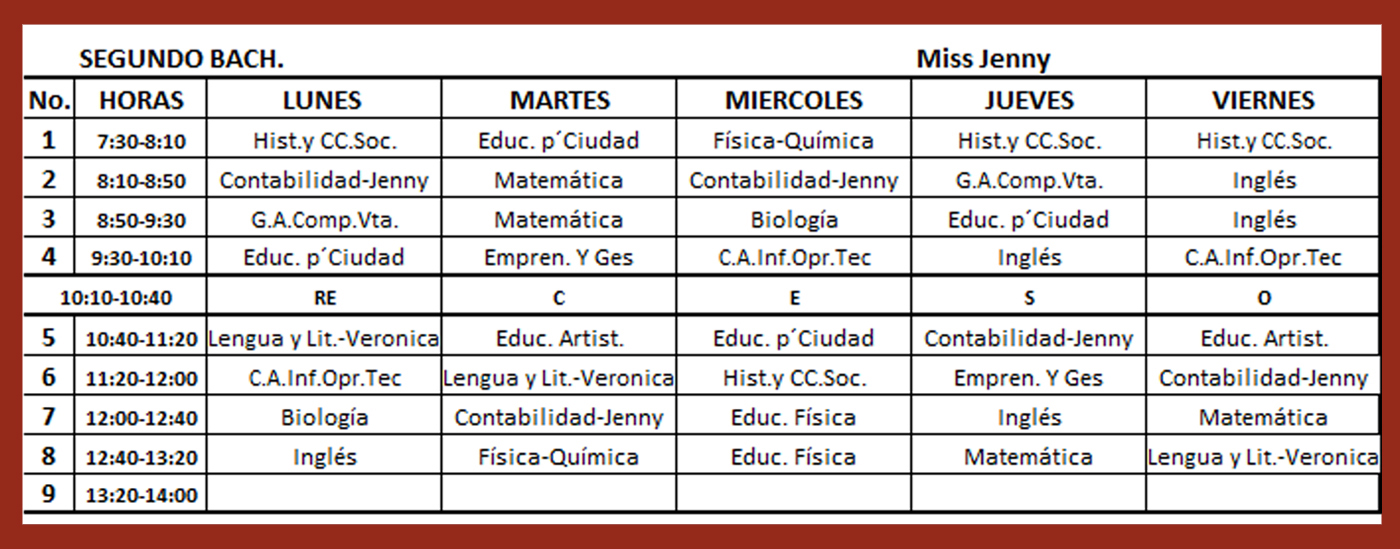 SEGUNDO BACH. Miss Jenny
No. HORAS LUNES MARTES MIERCOLES JUEVES VIERNES
1 7:30-8:10 Hist.y CC.Soc. Educ. p´Ciudad Física-Química Hist.y CC.Soc. Hist.y CC.Soc.
2 8:10-8:50 Contabilidad-Jenny Matemática Contabilidad-Jenny G.A.Comp.Vta. Inglés
3 8:50-9:30 G.A.Comp.Vta. Matemática Biología Educ. p´Ciudad Inglés
4 9:30-10:10 Educ. p´Ciudad Empren. Y Ges C.A.Inf.Opr.Tec Inglés C.A.Inf.Opr.Tec
10:10-10:40 RE C E S O
5 10:40-11:20 Lengua y Lit.-Veronica Educ. Artist. Educ. p´Ciudad Contabilidad-Jenny Educ. Artist.
6 11:20-12:00 C.A.Inf.Opr.Tec Lengua y Lit.-Veronica Hist.y CC.Soc. Empren. Y Ges Contabilidad-Jenny
7 12:00-12:40 Biología Contabilidad-Jenny Educ. Física Inglés Matemática
8 12:40-13:20 Inglés Física-Química Educ. Física Matemática Lengua y Lit.-Veronica
9 13:20-14:00